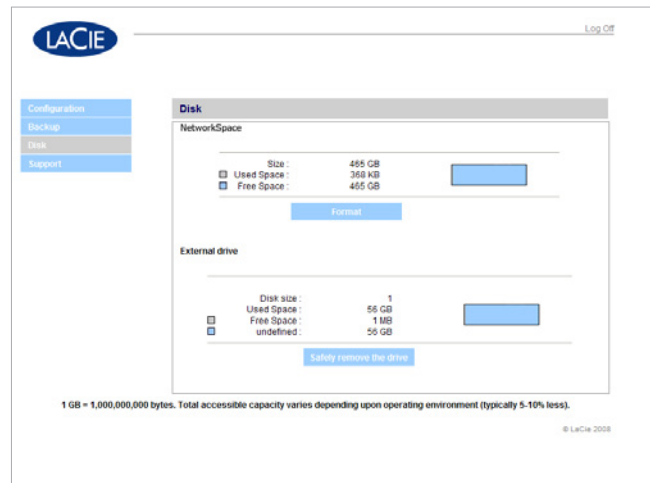 LACIE
Log Off
Configuration
Backup
Disk
Support
Disk
NetworkSpace
Size : 465 GB
Used Space : 368 KB
Free Space : 465 GB
Format
External drive
Disk size : 1
Used Space : 56 GB
Free Space : 1 MB
undefined : 56 GB
Safely remove the drive
1 GB = 1,000,000,000 bytes. Total accessible capacity varies depending upon operating environment (typically 5-10% less).
© LaCie 2008